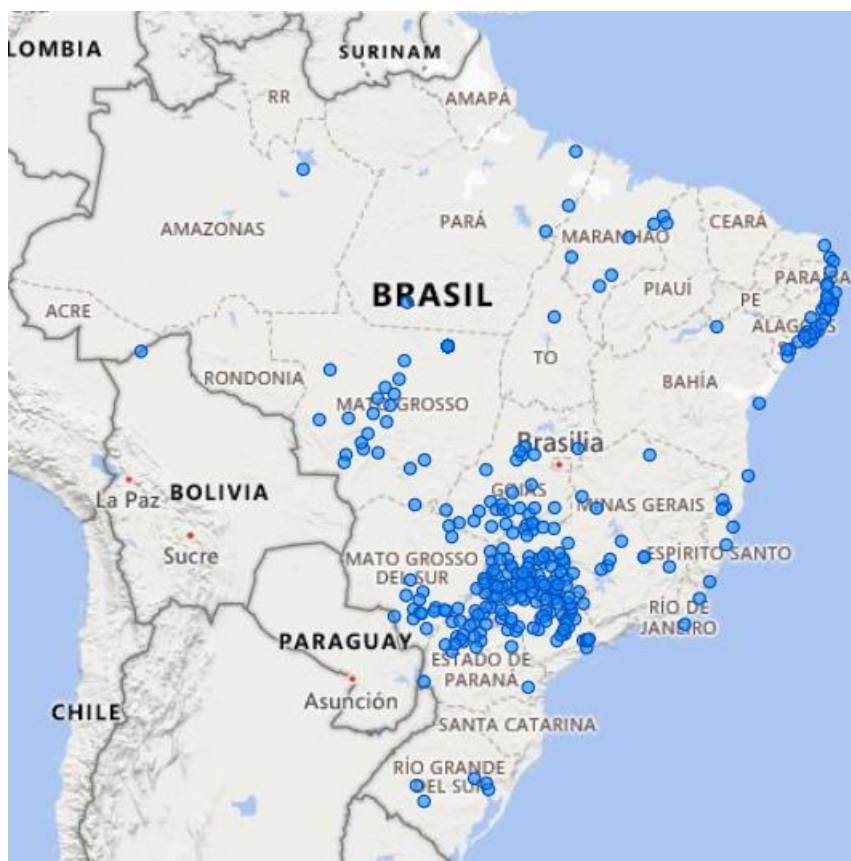 LOMBIA
SURINAM
RR
AMAPÁ
AMAZONAS
PARÁ
MARANHÃO
CEARÁ
BRASIL
PIAUÍ
PARAÍBA
PE
ALAGOAS
ACRE
RONDONIA
TO
BAHÍA
MATO GROSSO
Brasilia
La Paz
BOLIVIA
GOIÁS
MINAS GERAIS
Sucre
MATO GROSSO
DEL SUR
ESPÍRITO SANTO
RÍO DE
JANEIRO
PARAGUAY
ESTADO DE
PARANÁ
Asunción
CHILE
SANTA CATARINA
RÍO GRANDE
DEL SUR